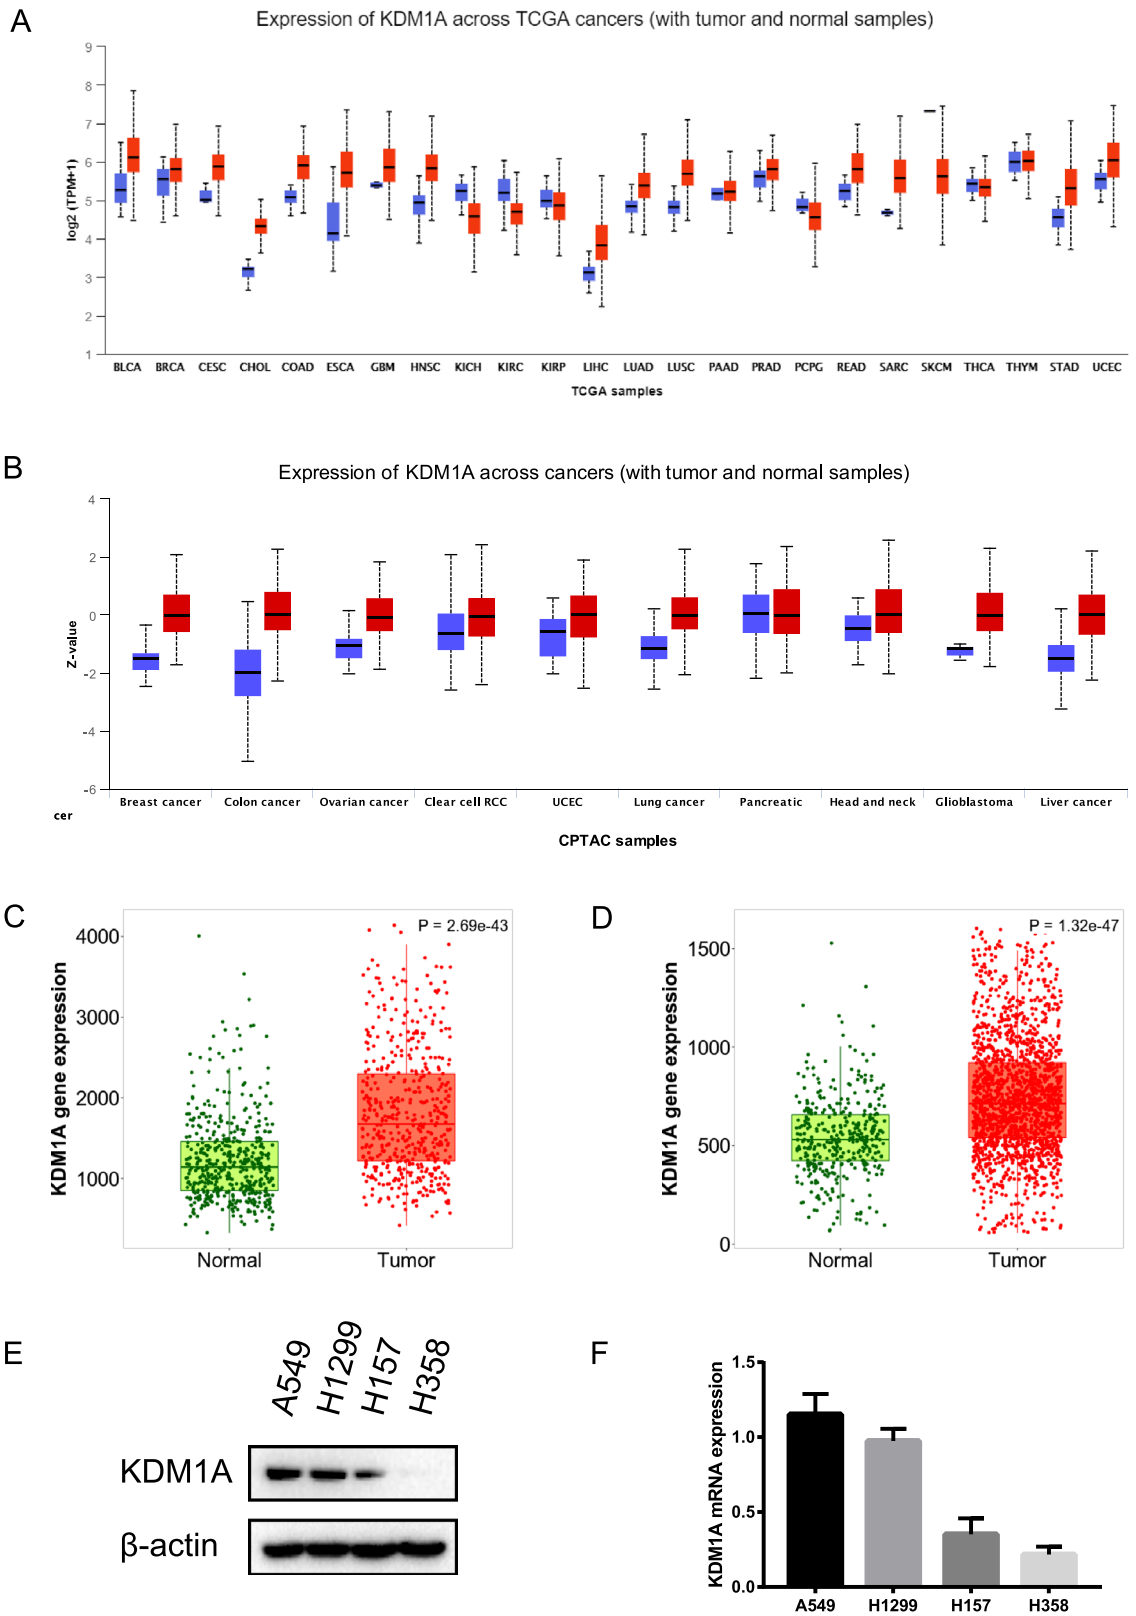 A
Expression of KDM1A across TCGA cancers (with tumor and normal samples)
9
8
7
6
5
4
3
2
1
log2 (TPM+1)
BLCA BRCA CESC CHOL COAD ESCA GBM HNSC KICH KIRC KIRP LIHC LUAD LUSC PAAD PRAD PCPG READ SARC SKCM THCA THYM STAD UCEC
TCGA samples
B
Expression of KDM1A across cancers (with tumor and normal samples)
4
2
0
-2
-4
-6
Z-value
Breast cancer Colon cancer Ovarian cancer Clear cell RCC UCEC Lung cancer Pancreatic Head and neck Glioblastoma Liver cancer
cer
CPTAC samples
C
P = 2.69e-43
4000
3000
2000
1000
KDM1A gene expression
Normal Tumor
D
P = 1.32e-47
1500
1000
500
0
KDM1A gene expression
Normal Tumor
E
A549 H1299 H157 H358
KDM1A
β-actin
F
1.5
1.0
0.5
0.0
KDM1A mRNA expression
A549 H1299 H157 H358